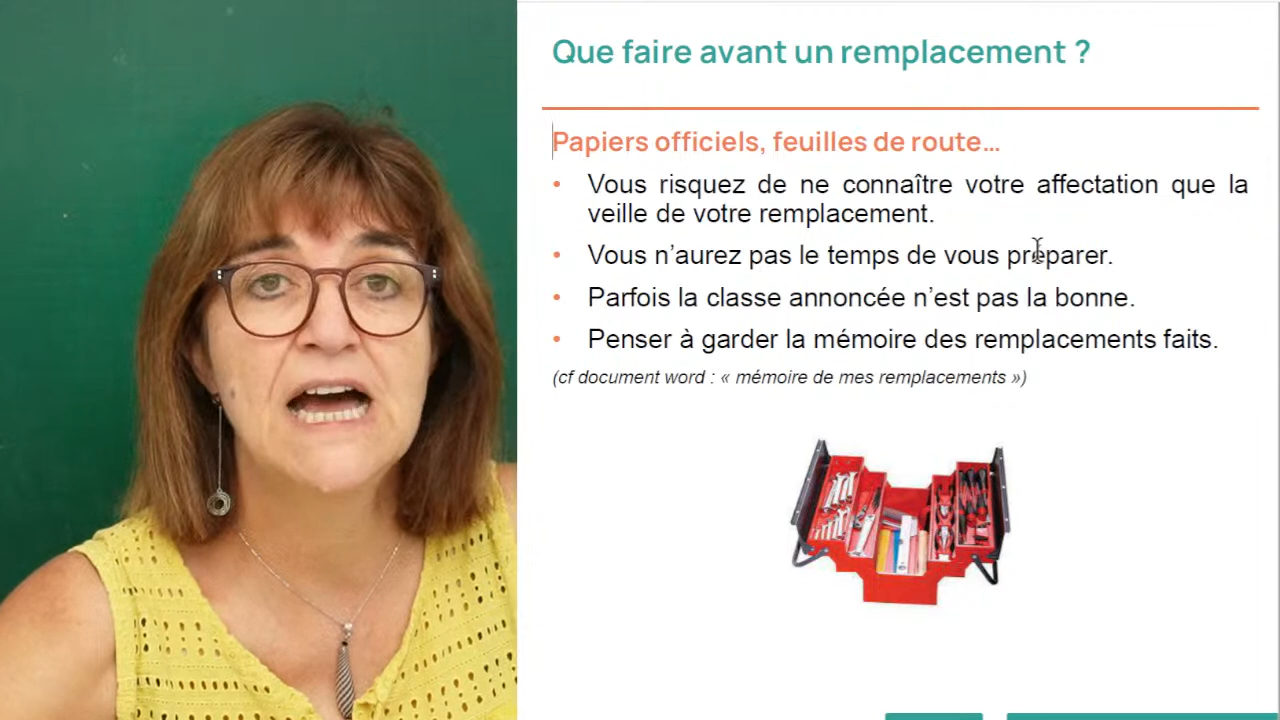 Que faire avant un remplacement ?
Papiers officiels, feuilles de route...
• Vous risquez de ne connaître votre affectation que la
veille de votre remplacement.
• Vous n’aurez pas le temps de vous préparer.
• Parfois la classe annoncée n’est pas la bonne.
• Penser à garder la mémoire des remplacements faits.
(cf document word : « mémoire de mes remplacements »)